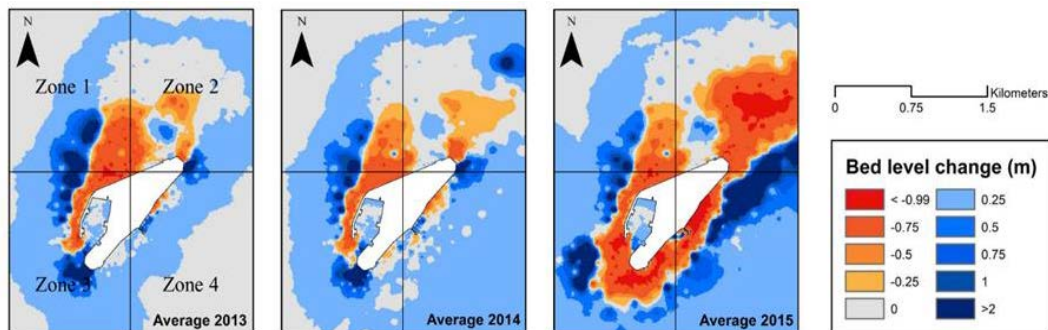 N
Zone 1
Zone 2
Zone 3
Zone 4
Average 2013
N
Average 2014
N
Average 2015
Kilometers
0 0.75 1.5
Bed level change (m)
< -0.99 0.25
-0.75 0.5
-0.5 0.75
-0.25 1
0 >2